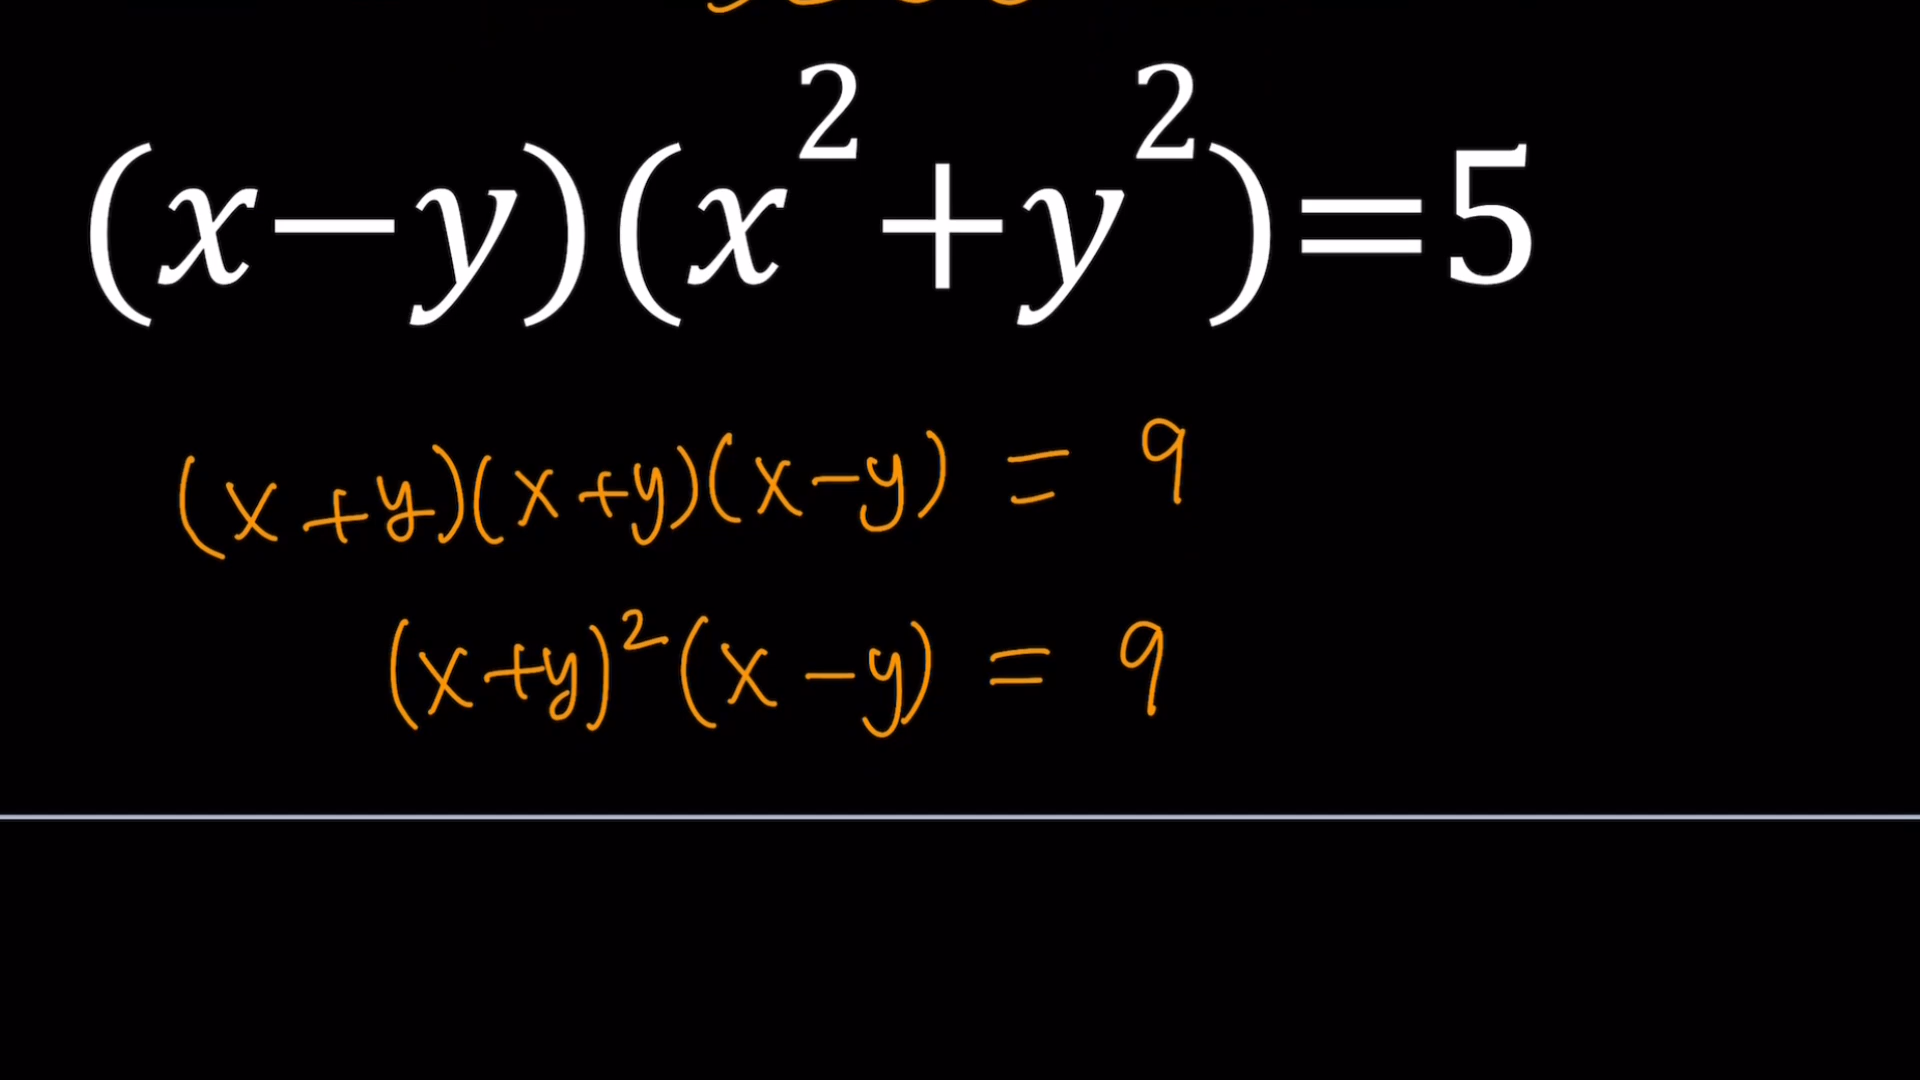 (x−y)(x²+y²)=5
(x+y)(x+y)(x−y) = 9
(x+y)²(x−y) = 9